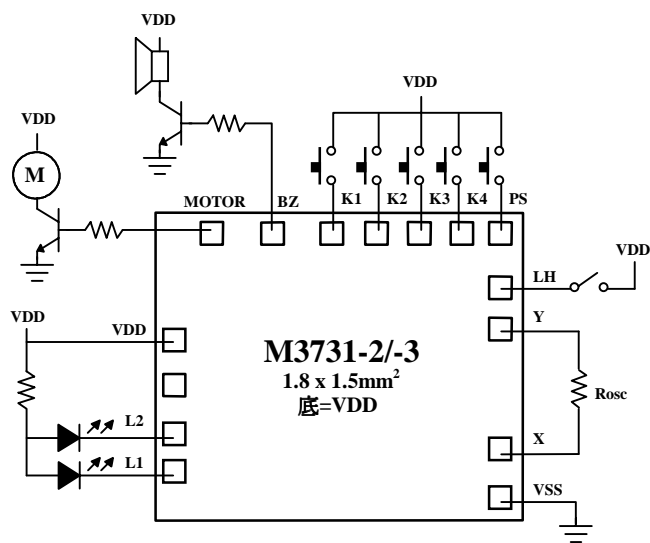 VDD
VDD
VDD
M
MOTOR
BZ
K1
K2
K3
K4
PS
LH
VDD
VDD
VDD
Y
M3731-2/-3
1.8 x 1.5mm²
底=VDD
Rosc
L2
X
L1
VSS